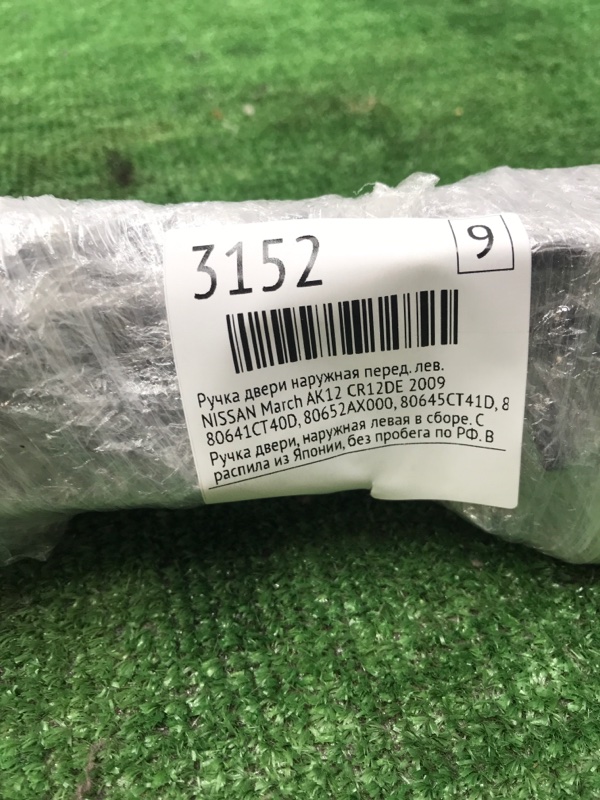 3152
9
Ручка двери наружная перед. лев.
NISSAN March AK12 CR12DE 2009
80641CT40D, 80652AX000, 80645CT41D, 8
Ручка двери, наружная левая в сборе. С
распила из Японии, без пробега по РФ. В